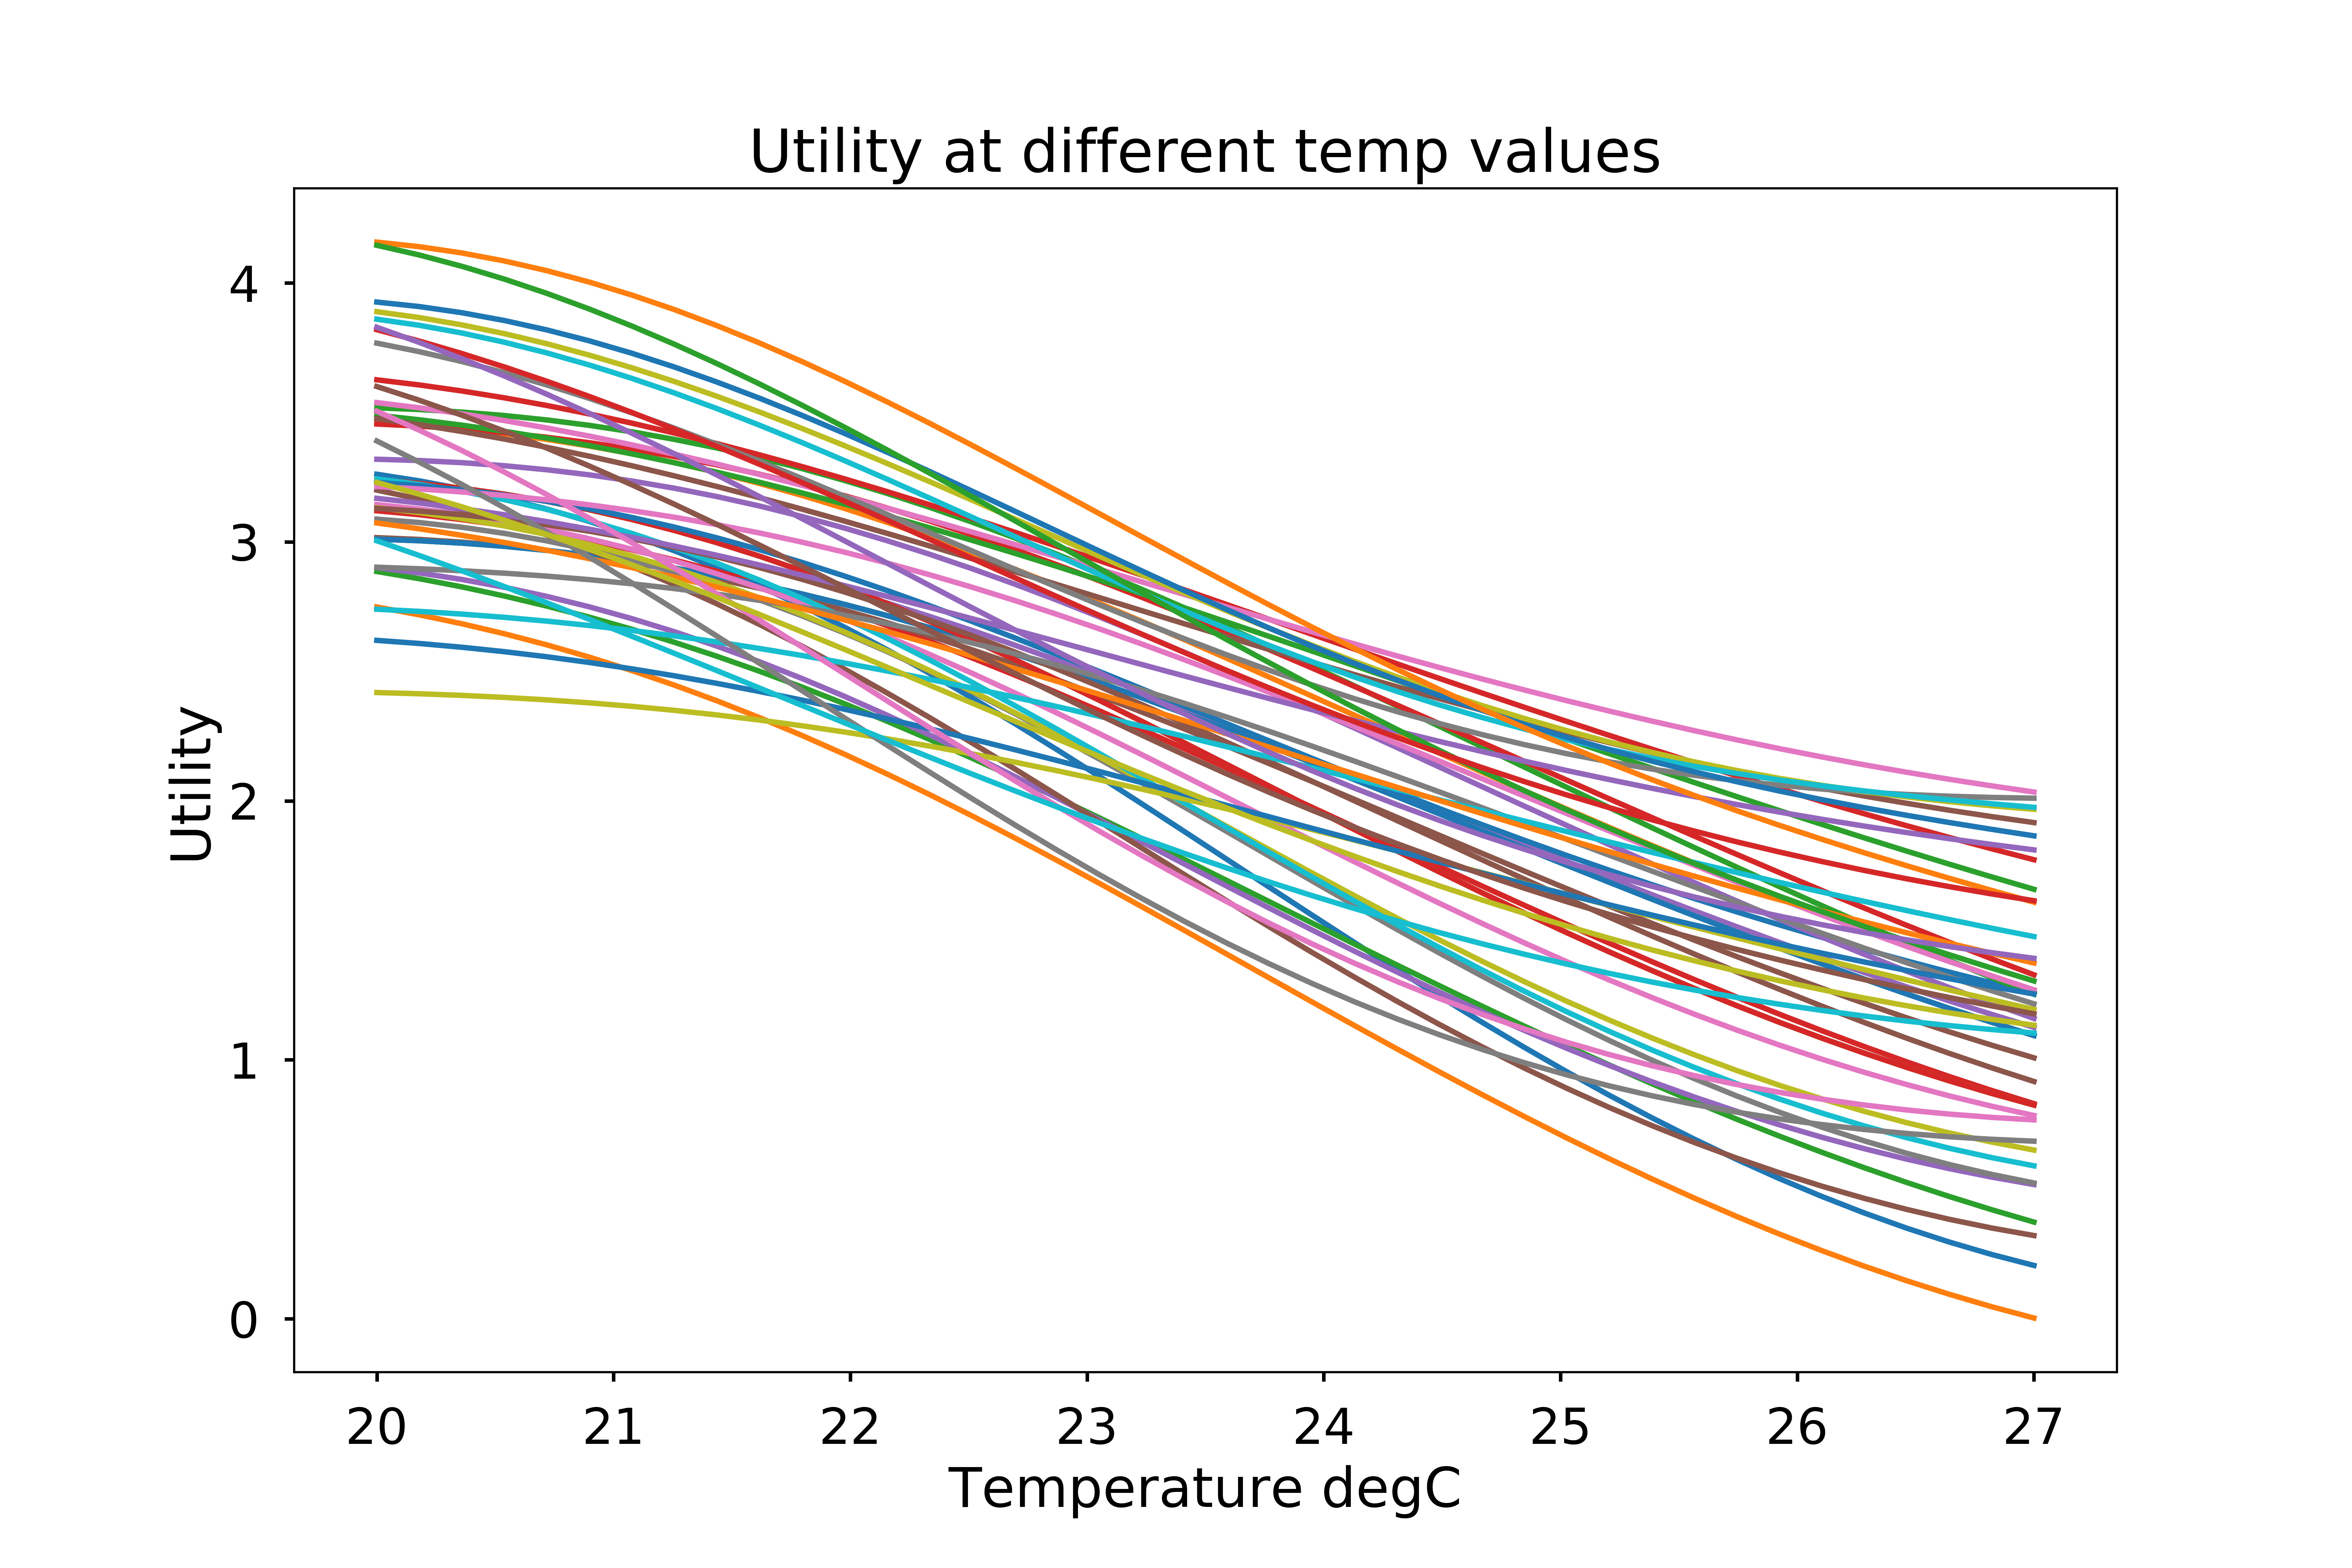 Utility at different temp values
Utility
4
3
2
1
0
20 21 22 23 24 25 26 27
Temperature degC